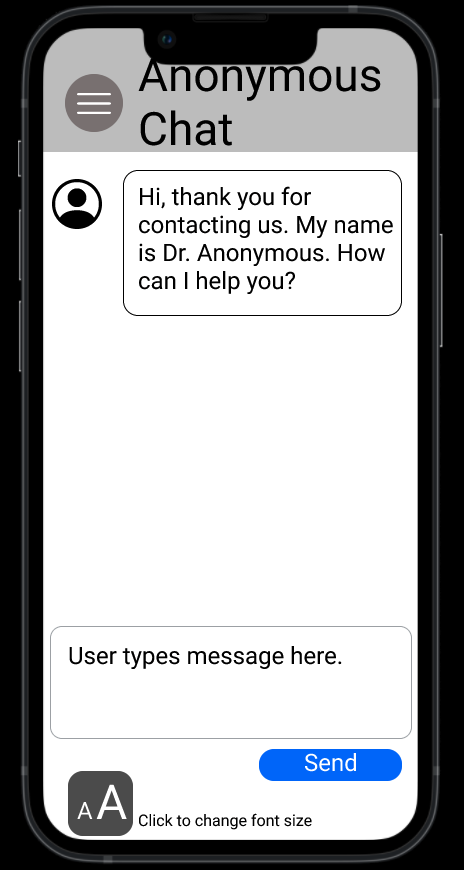 Anonymous
Chat
Hi, thank you for
contacting us. My name
is Dr. Anonymous. How
can I help you?
User types message here.
Send
AA Click to change font size